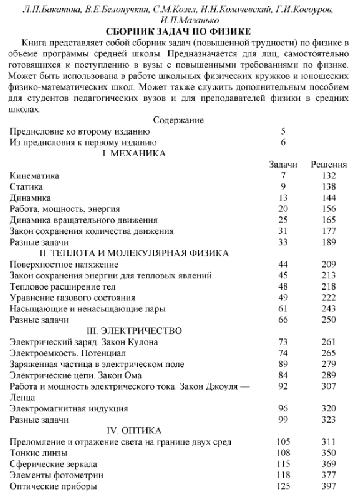 Л.П.Баканина, В.Е.Белонучкин, С.М.Козел, Н.Н.Колачевский, Г.И.Косоуров,
И.П.Мазанько
СБОРНИК ЗАДАЧ ПО ФИЗИКЕ
Книга представляет собой сборник задач (повышенной трудности) по физике в
объеме программы средней школы. Предназначается для лиц, самостоятельно
готовящихся к поступлению в вузы с повышенными требованиями по физике.
Может быть использована в работе школьных физических кружков и юношеских
физико-математических школ. Может также служить дополнительным пособием
для студентов педагогических вузов и для преподавателей физики в средних
школах.
Содержание
Предисловие ко второму изданию 5
Из предисловия к первому изданию 6
I. МЕХАНИКА
Задачи Решения
Кинематика 7 132
Статика 9 138
Динамика 13 144
Работа, мощность, энергия 20 156
Динамика вращательного движения 25 165
Закон сохранения количества движения 31 177
Разные задачи 33 189
II. ТЕПЛОТА И МОЛЕКУЛЯРНАЯ ФИЗИКА
Поверхностное натяжение 44 209
Закон сохранения энергии для тепловых явлений 45 213
Тепловое расширение тел 48 218
Уравнение газового состояния 49 222
Насыщающие и ненасыщающие пары 61 243
Разные задачи 66 250
III. ЭЛЕКТРИЧЕСТВО
Электрический заряд. Закон Кулона 73 261
Электроемкость. Потенциал 74 265
Заряженная частица в электрическом поле 89 279
Электрические цепи. Закон Ома 84 289
Работа и мощность электрического тока. Закон Джоуля — 92 307
Ленца
Электромагнитная индукция 96 320
Разные задачи 99 323
IV. ОПТИКА
Преломление и отражение света на границе двух сред 105 311
Тонкие линзы 108 350
Сферические зеркала 115 369
Элементы фотометрии 118 377
Оптические приборы 125 397